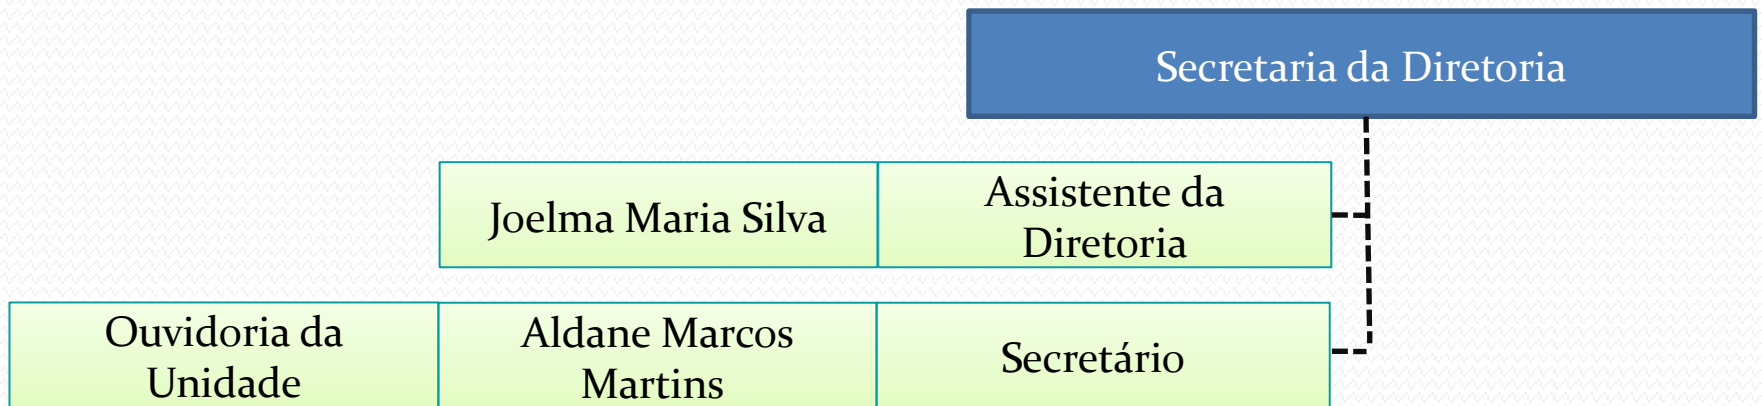 Secretaria da Diretoria
Joelma Maria Silva
Assistente da
Diretoria
Ouvidoria da
Unidade
Aldane Marcos
Martins
Secretário